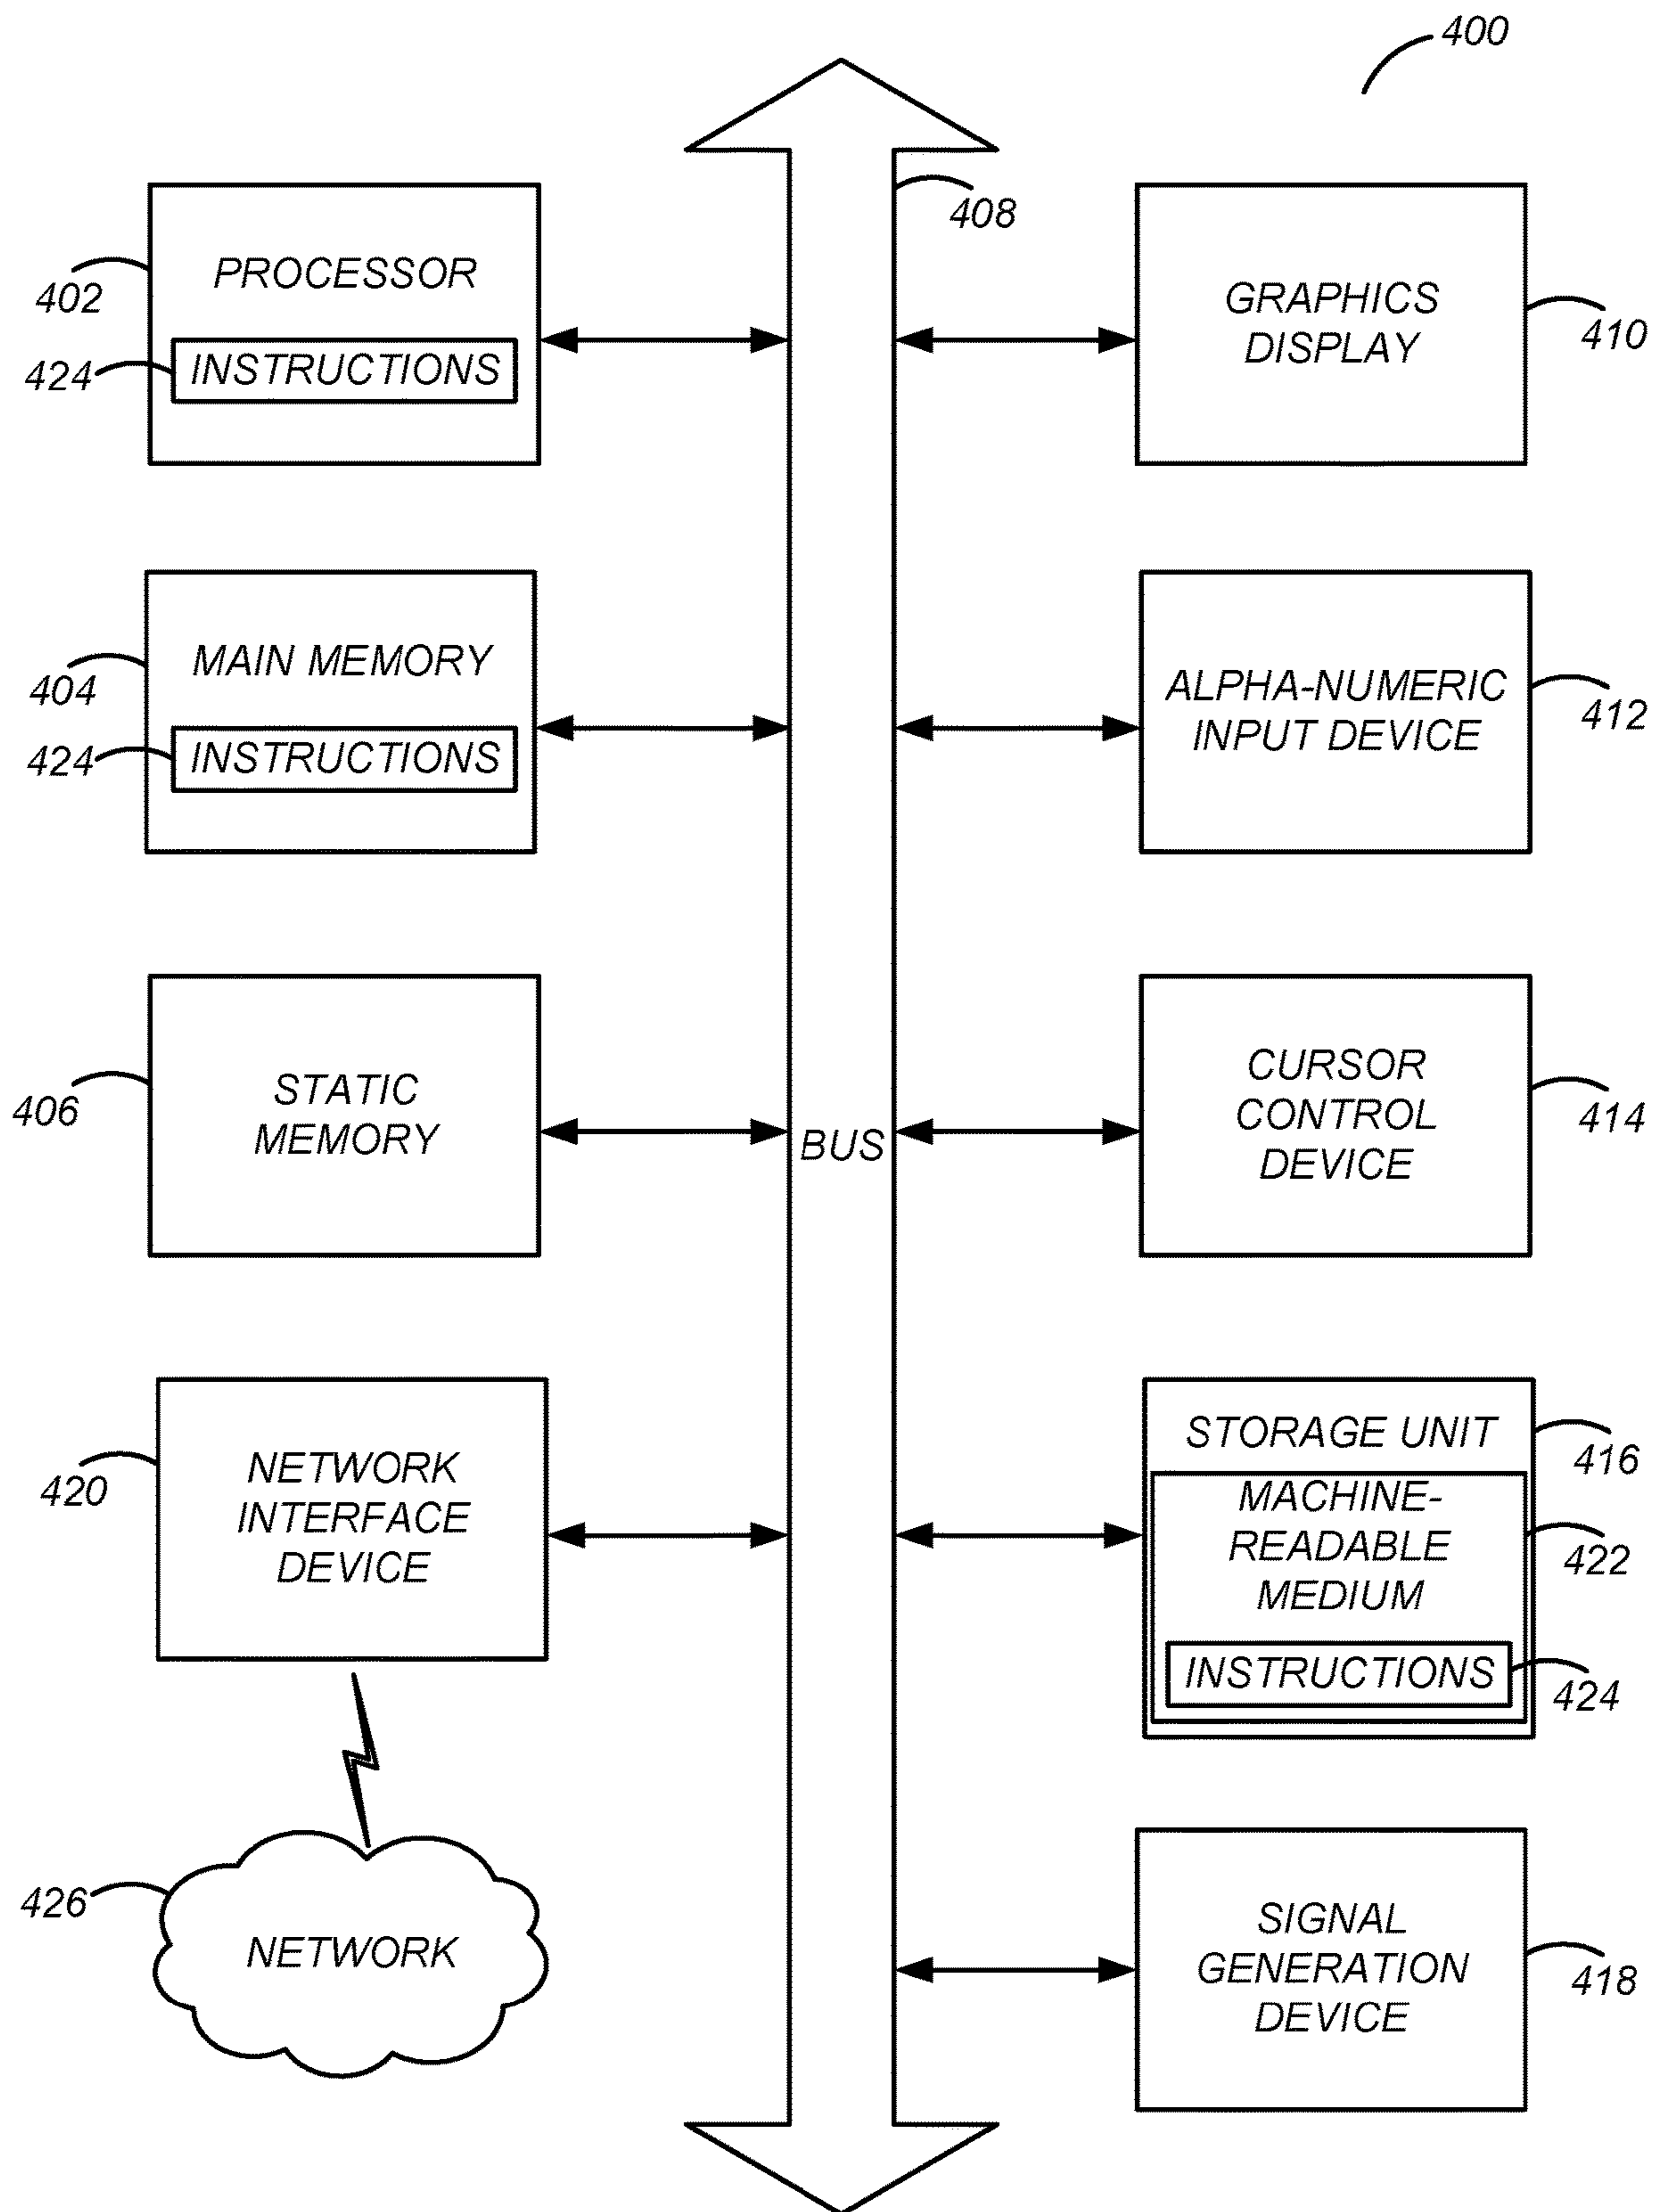 400
408
PROCESSOR
402
INSTRUCTIONS
424
GRAPHICS
DISPLAY
410
MAIN MEMORY
404
INSTRUCTIONS
424
ALPHA-NUMERIC
INPUT DEVICE
412
STATIC
MEMORY
406
BUS
CURSOR
CONTROL
DEVICE
414
NETWORK
INTERFACE
DEVICE
420
STORAGE UNIT
416
MACHINE-
READABLE
MEDIUM
422
INSTRUCTIONS
424
NETWORK
426
SIGNAL
GENERATION
DEVICE
418